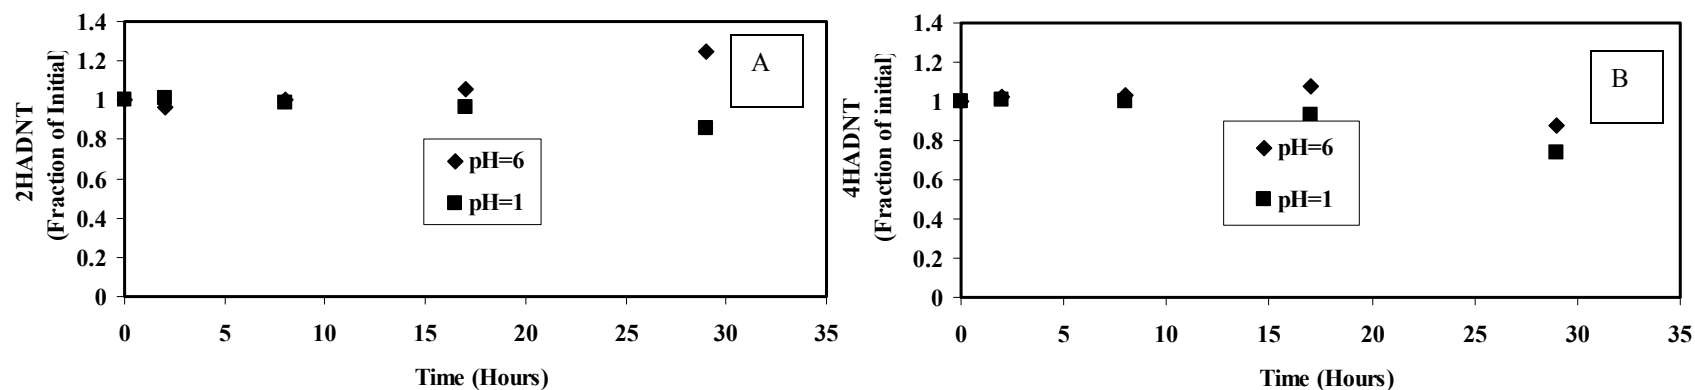 2HADNT
(Fraction of Initial)
1.4
1.2
1
0.8
0.6
0.4
0.2
0
A
pH=6
pH=1
0 5 10 15 20 25 30 35
Time (Hours)
4HADNT
(Fraction of initial)
1.4
1.2
1
0.8
0.6
0.4
0.2
0
B
pH=6
pH=1
0 5 10 15 20 25 30 35
Time (Hours)